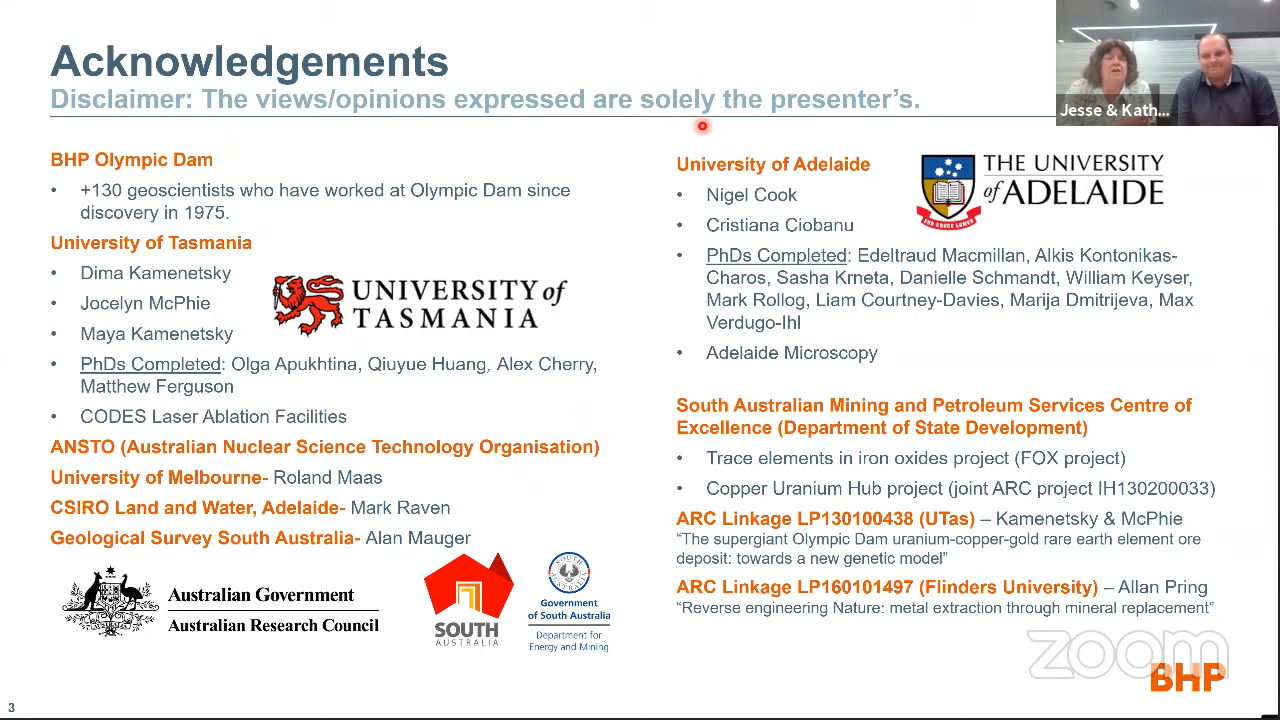 Acknowledgements
Disclaimer: The views/opinions expressed are solely the presenter's.
Jesse & Kath...
BHP Olympic Dam
• +130 geoscientists who have worked at Olympic Dam since
discovery in 1975.
University of Tasmania
• Dima Kamenetsky
• Jocelyn McPhie
• Maya Kamenetsky
UNIVERSITY of
TASMANIA
• PhDs Completed: Olga Apukhtina, Qiuyue Huang, Alex Cherry,
Matthew Ferguson
• CODES Laser Ablation Facilities
ANSTO (Australian Nuclear Science Technology Organisation)
University of Melbourne- Roland Maas
CSIRO Land and Water, Adelaide- Mark Raven
Geological Survey South Australia- Alan Mauger
Australian Government
Australian Research Council
SOUTH
AUSTRALIA
Government
of South Australia
Department for
Energy and Mining
University of Adelaide
• Nigel Cook
• Cristiana Ciobanu
THE UNIVERSITY
of ADELAIDE
SUB CRUCE LUMEN
• PhDs Completed: Edeltraud Macmillan, Alkis Kontonikas-
Charos, Sasha Krneta, Danielle Schmandt, William Keyser,
Mark Rollog, Liam Courtney-Davies, Marija Dmitrijeva, Max
Verdugo-Ihl
• Adelaide Microscopy
South Australian Mining and Petroleum Services Centre of
Excellence (Department of State Development)
• Trace elements in iron oxides project (FOX project)
• Copper Uranium Hub project (joint ARC project IH130200033)
ARC Linkage LP130100438 (UTas) – Kamenetsky & McPhie
"The supergiant Olympic Dam uranium-copper-gold rare earth element ore
deposit: towards a new genetic model"
ARC Linkage LP160101497 (Flinders University) – Allan Pring
"Reverse engineering Nature: metal extraction through mineral replacement"
zoom
BHP
3